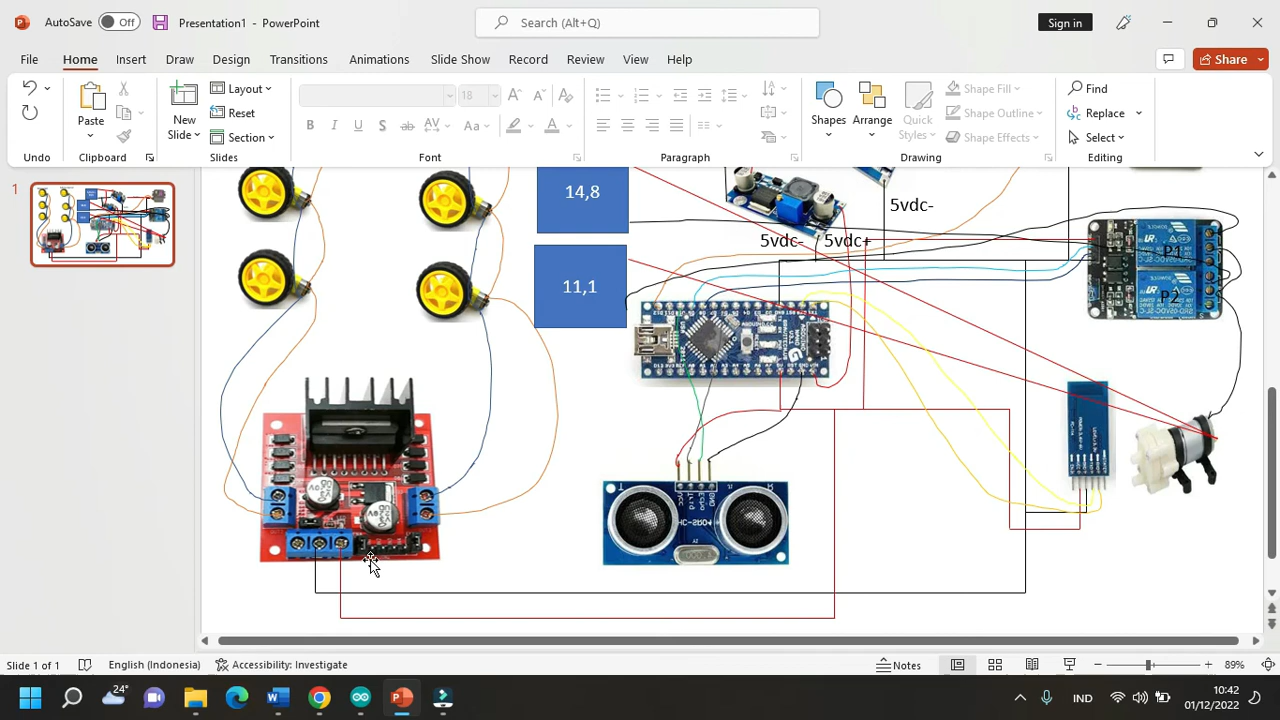 AutoSave Off Presentation1 - PowerPoint Search (Alt+Q) Sign in
File Home Insert Draw Design Transitions Animations Slide Show Record Review View Help Share
Layout Reset Section
Paste New Slide
18
Shapes Arrange Quick Styles
Shape Fill Shape Outline Shape Effects
Find Replace Select
Undo Clipboard Slides Font Paragraph Drawing Editing
1
14,8
5vdc-
5vdc- 5vdc+
P1
11,1
P2
HC-SR04
Slide 1 of 1 English (Indonesia) Accessibility: Investigate Notes 89%
24° IND 10:42
01/12/2022